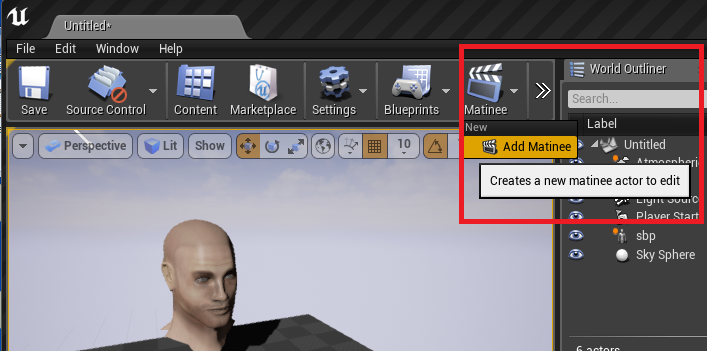 Untitled*
File Edit Window Help
Save Source Control Content Marketplace Settings Blueprints Matinee
World Outliner
Search...
Label
New
Add Matinee
Creates a new matinee actor to edit
Perspective Lit Show 10
Untitled
Atmospheric
Light Source
Player Start
sbp
Sky Sphere
6 actors